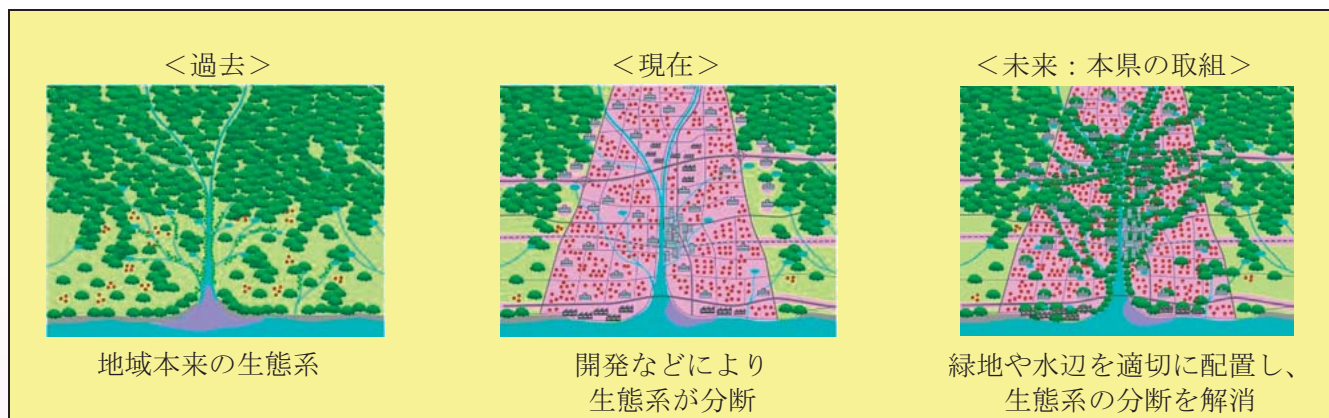 ＜過去＞
地域本来の生態系
＜現在＞
開発などにより
生態系が分断
＜未来：本県の取組＞
緑地や水辺を適切に配置し、
生態系の分断を解消